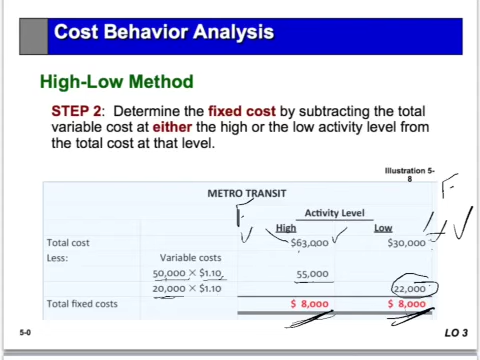 Cost Behavior Analysis
High-Low Method
STEP 2: Determine the fixed cost by subtracting the total
variable cost at either the high or the low activity level from
the total cost at that level.
Illustration 5-
8
METRO TRANSIT
Activity Level
High Low
Total cost $63,000 $30,000
Less: Variable costs
50,000 × $1.10 55,000
20,000 × $1.10 22,000
Total fixed costs $ 8,000 $ 8,000
5-0 LO 3